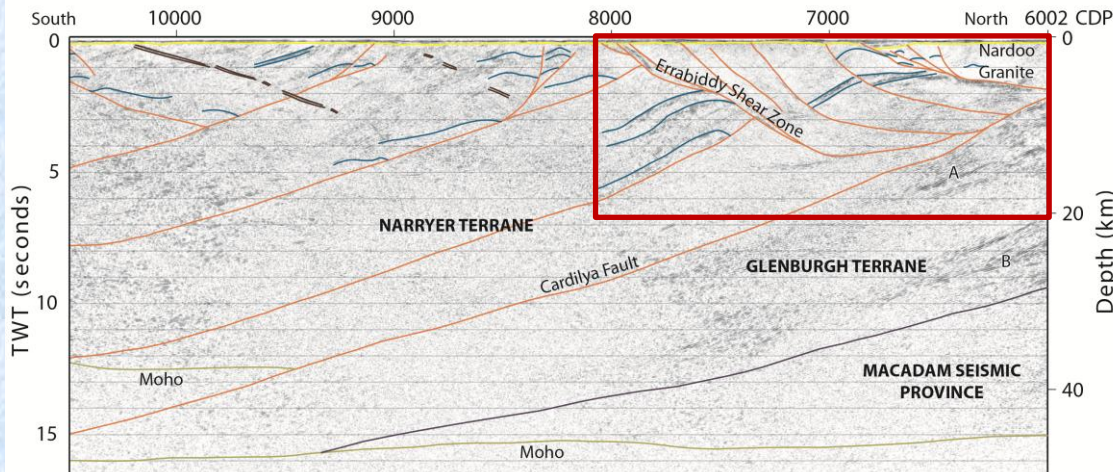 South 10000 9000 8000 7000 North 6002 CDP
0 0
Nardoo
Granite
Errabiddy Shear Zone
5
A
20
NARRYER TERRANE
GLENBURGH TERRANE
B
Cardilya Fault
10
Moho
MACADAM SEISMIC
PROVINCE
40
15
Moho
TWT (seconds)
Depth (km)